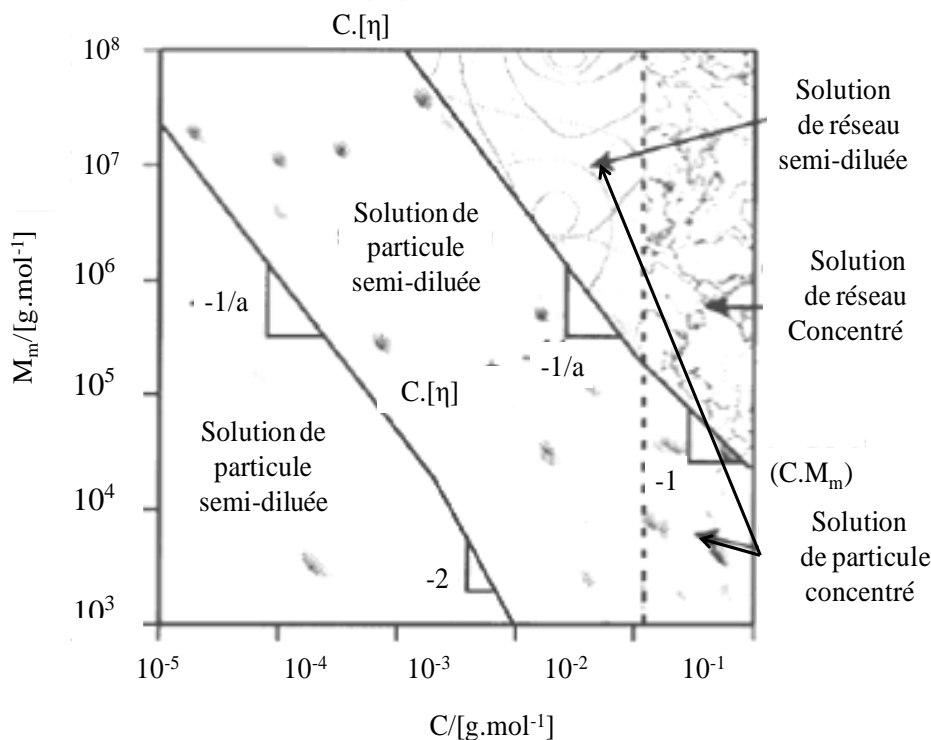 C.[η]
10⁸
10⁷
10⁶
10⁵
10⁴
10³
Mₘ/[g.mol⁻¹]
Solution
de réseau
semi-diluée
Solution de
particule
semi-diluée
Solution
de réseau
Concentré
-1/a
-1/a
C.[η]
Solution de
particule
semi-diluée
-1
(C.Mₘ)
Solution
de particule
concentré
-2
10⁻⁵
10⁻⁴
10⁻³
10⁻²
10⁻¹
C/[g.mol⁻¹]